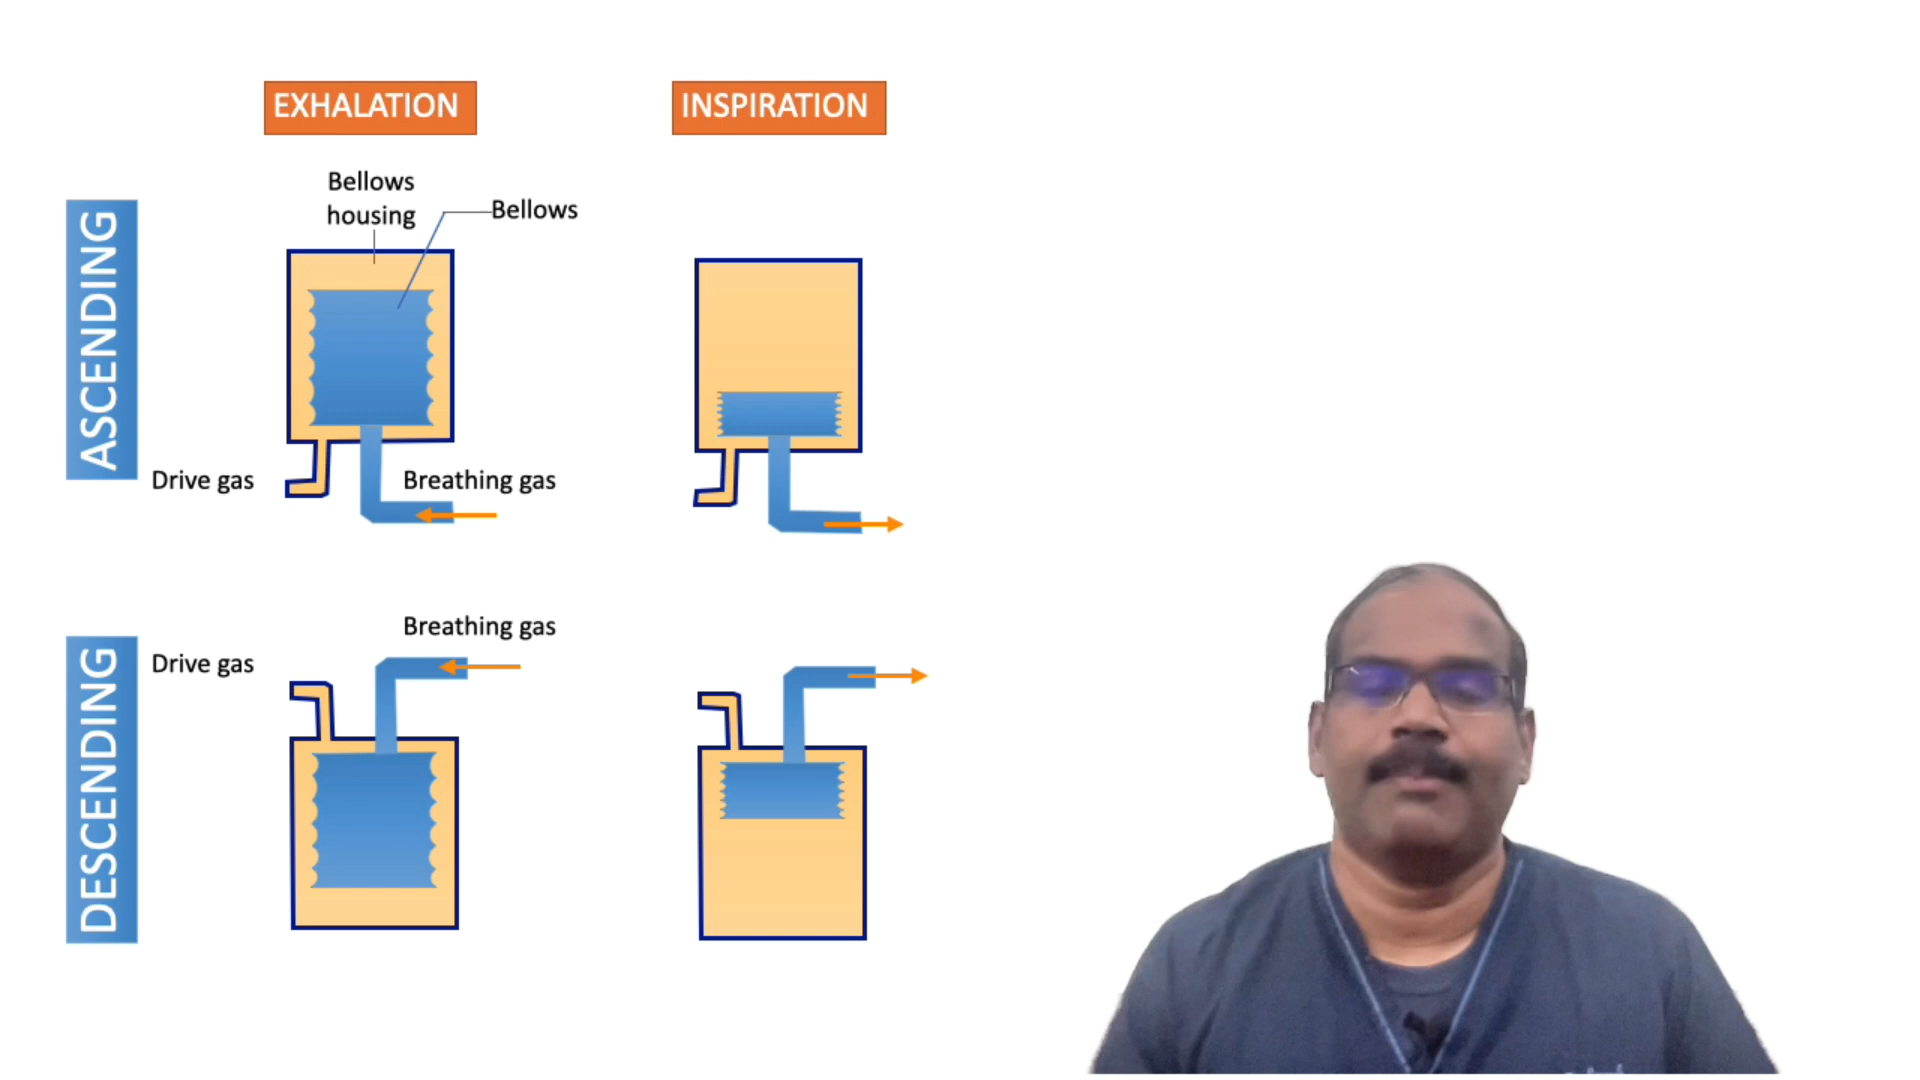 EXHALATION
INSPIRATION
Bellows
housing
Bellows
ASCENDING
Drive gas
Breathing gas
Breathing gas
DESCENDING
Drive gas